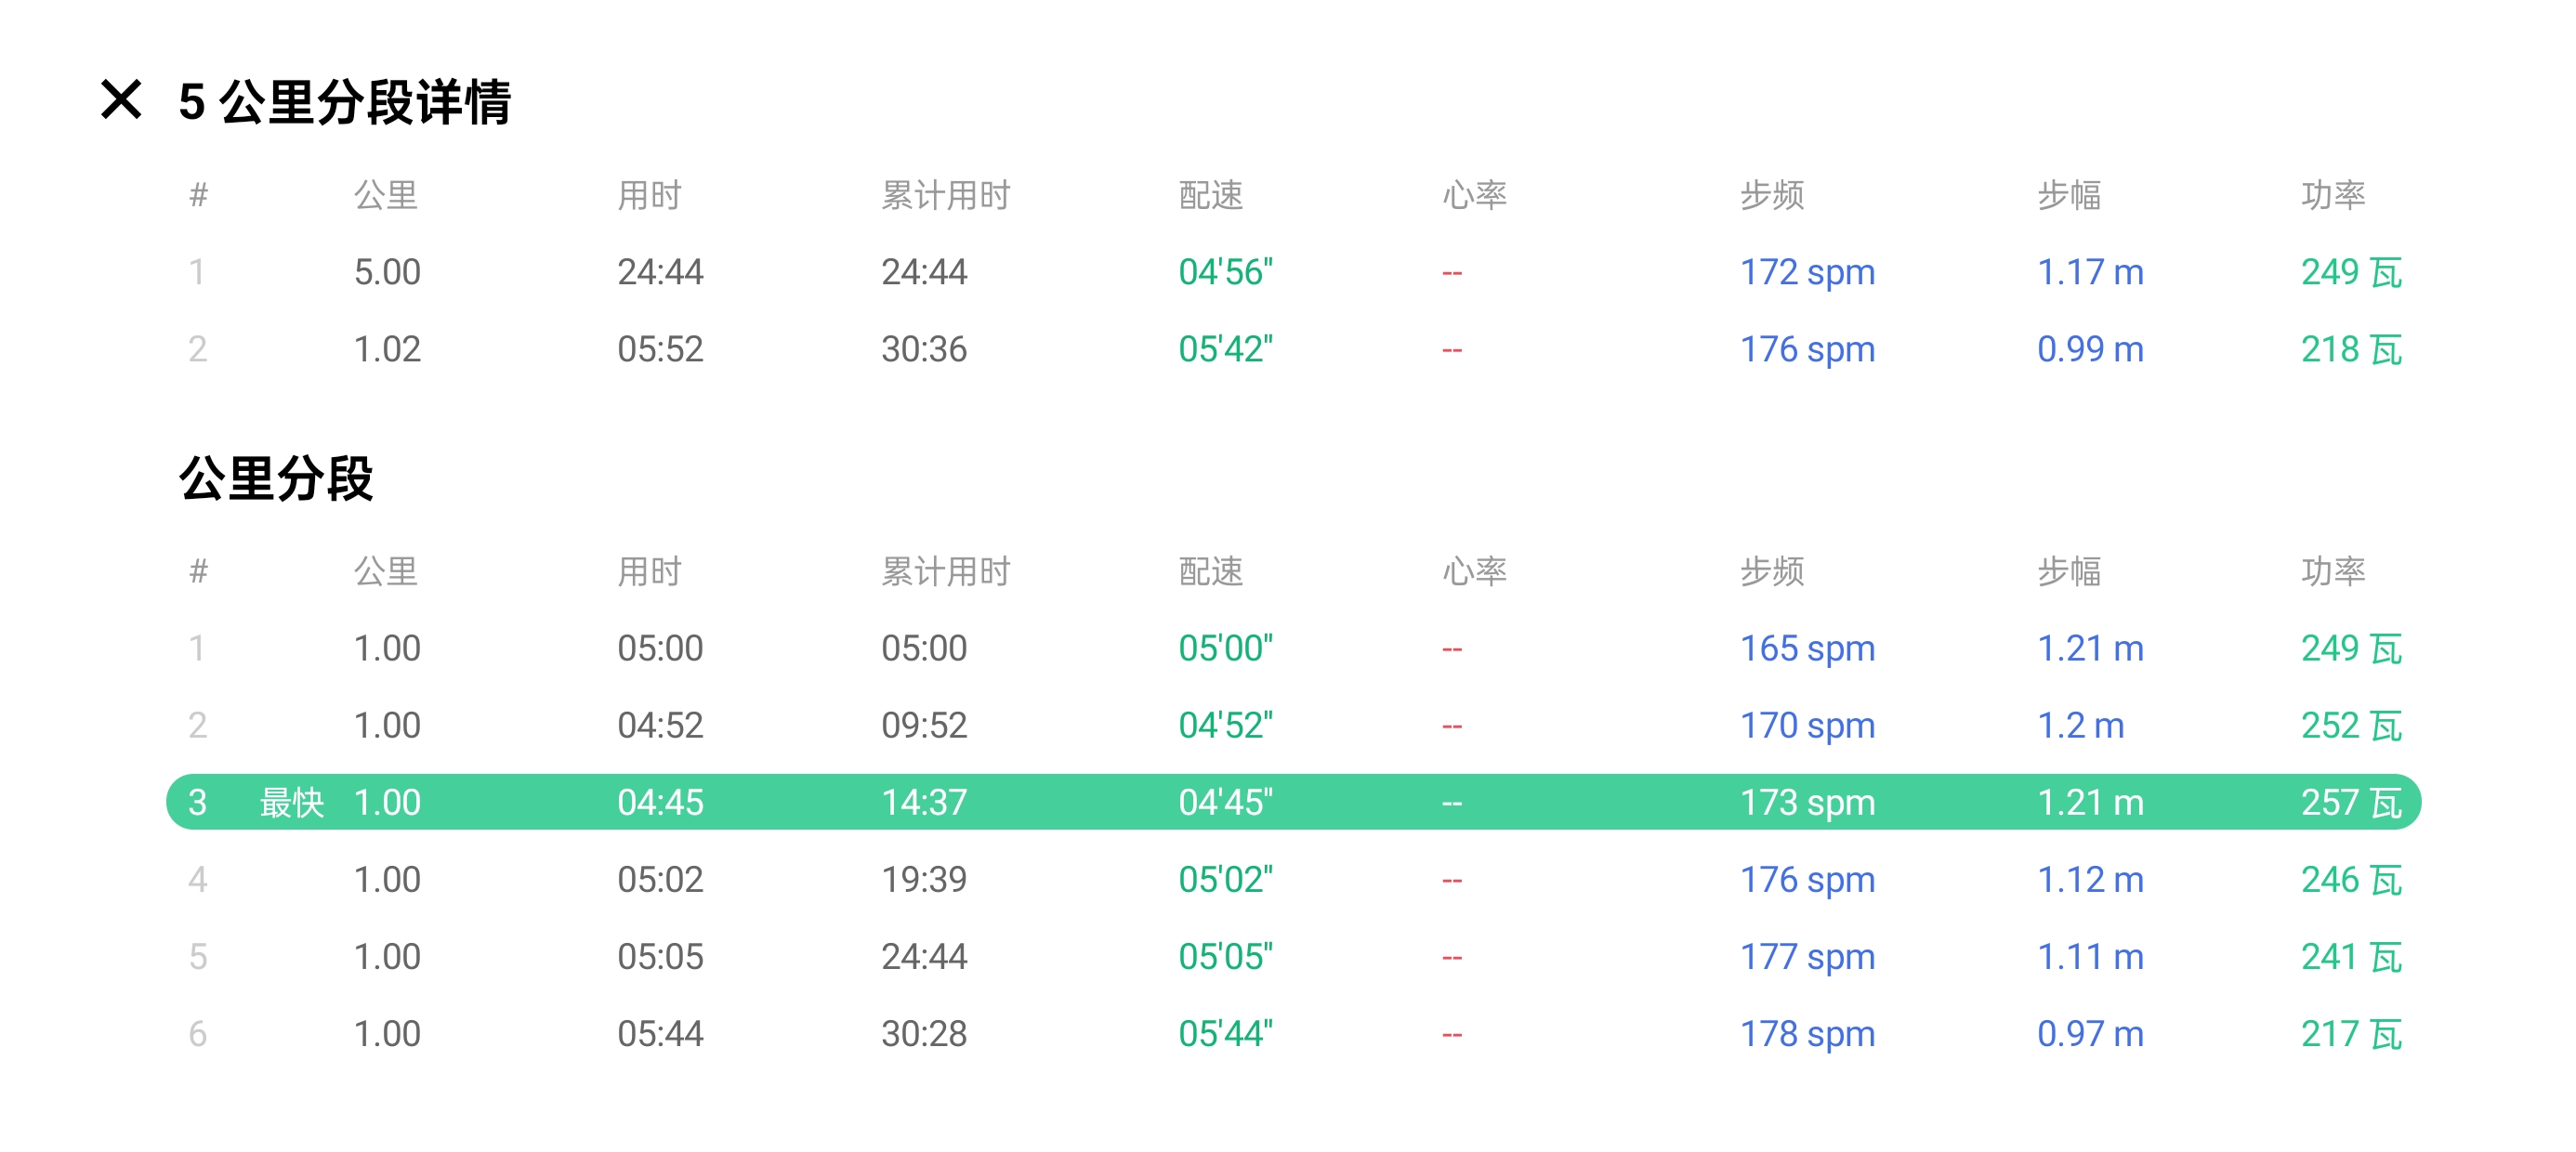 5 公里分段详情
# 公里 用时 累计用时 配速 心率 步频 步幅 功率
1 5.00 24:44 24:44 04'56" -- 172 spm 1.17 m 249 瓦
2 1.02 05:52 30:36 05'42" -- 176 spm 0.99 m 218 瓦
公里分段
# 公里 用时 累计用时 配速 心率 步频 步幅 功率
1 1.00 05:00 05:00 05'00" -- 165 spm 1.21 m 249 瓦
2 1.00 04:52 09:52 04'52" -- 170 spm 1.2 m 252 瓦
3 最快 1.00 04:45 14:37 04'45" -- 173 spm 1.21 m 257 瓦
4 1.00 05:02 19:39 05'02" -- 176 spm 1.12 m 246 瓦
5 1.00 05:05 24:44 05'05" -- 177 spm 1.11 m 241 瓦
6 1.00 05:44 30:28 05'44" -- 178 spm 0.97 m 217 瓦